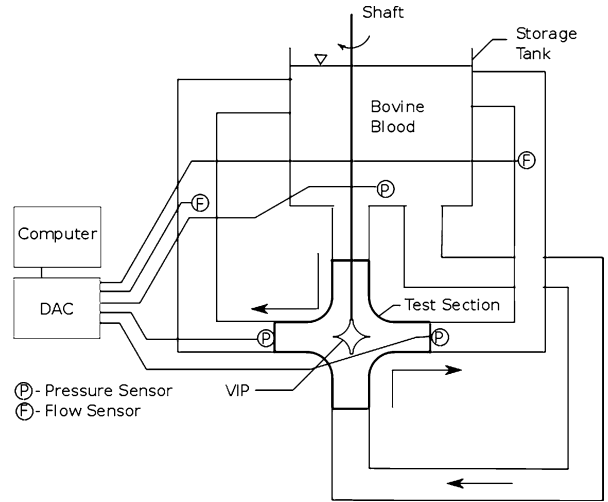 Shaft
Storage
Tank
Bovine
Blood
F
P
F
Computer
DAC
Test Section
P
P
VIP
P - Pressure Sensor
F - Flow Sensor